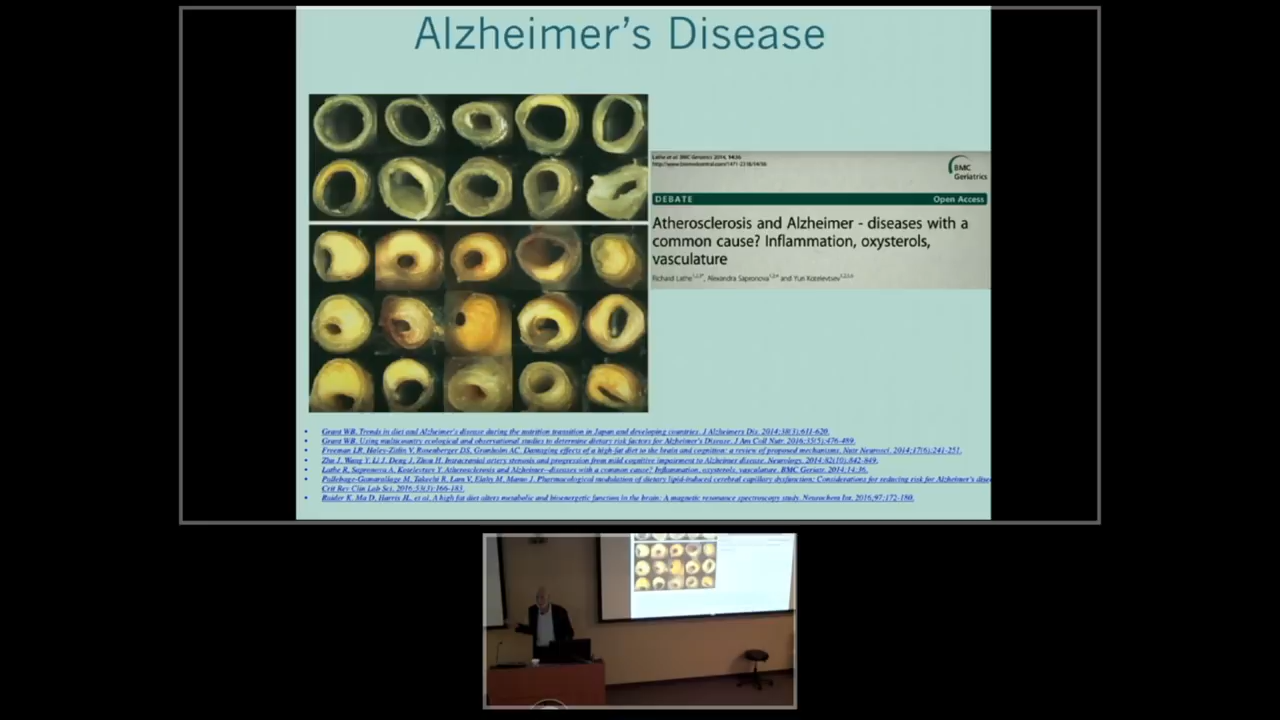 Alzheimer's Disease
Lathe et al. BMC Geriatrics 2014, 14:36
http://www.biomedcentral.com/1471-2318/14/36
BMC
Geriatrics
DEBATE
Open Access
Atherosclerosis and Alzheimer - diseases with a
common cause? Inflammation, oxysterols,
vasculature
Richard Lathe, Alexandra Sapronova and Yuri Kotelevtsev
• Grant WB. Trends in diet and Alzheimer's disease during the nutrition transition in Japan and developing countries. J Alzheimers Dis. 2014;38(3):611-620.
• Grant WB. Using multicountry ecological and observational studies to determine dietary risk factors for Alzheimer's Disease. J Am Coll Nutr. 2016;35(5):476-489.
• Freeman LR, Haley-Zitlin V, Rosenberger DS, Granholm AC. Damaging effects of a high-fat diet to the brain and cognition: a review of proposed mechanisms. Nutr Neurosci. 2014;17(6):241-251.
• Zhu J, Wang Y, Li J, Deng J, Zhou H. Intracranial artery stenosis and progression from mild cognitive impairment to Alzheimer disease. Neurology. 2014;82(10):842-849.
• Lathe R, Sapronova A, Kotelevtsev Y. Atherosclerosis and Alzheimer--diseases with a common cause? Inflammation, oxysterols, vasculature. BMC Geriatr. 2014;14:36.
• Pallebage-Gamarallage M, Takechi R, Lam V, Elahy M, Mamo J. Pharmacological modulation of dietary lipid-induced cerebral capillary dysfunction: Considerations for reducing risk for Alzheimer's dise
Crit Rev Clin Lab Sci. 2016;53(3):166-183.
• Raider K, Ma D, Harris JL, et al. A high fat diet alters metabolic and bioenergetic function in the brain: A magnetic resonance spectroscopy study. Neurochem Int. 2016;97:172-180.